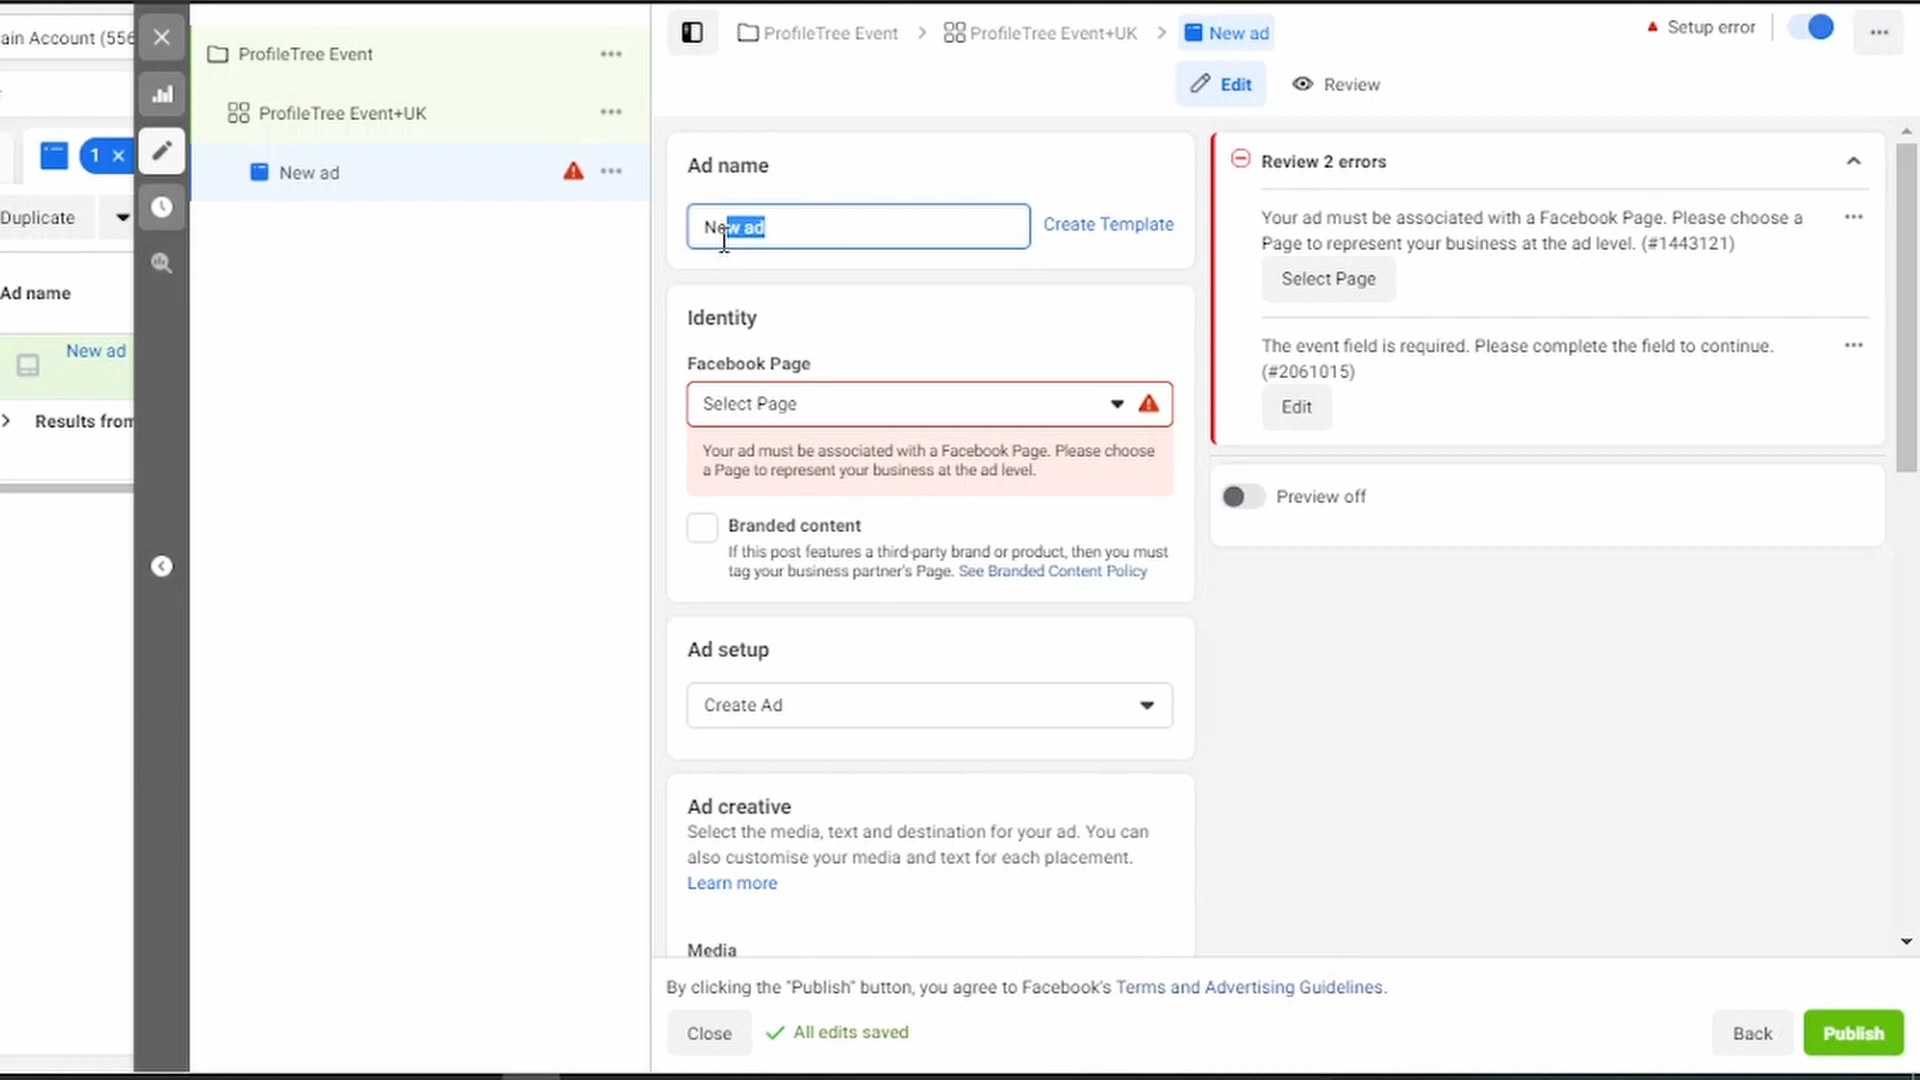 ain Account (556
1
Duplicate
Ad name
New ad
Results from
ProfileTree Event
ProfileTree Event+UK
New ad
ProfileTree Event
ProfileTree Event+UK
New ad
Setup error
Edit
Review
Ad name
New ad
Create Template
Identity
Facebook Page
Select Page
Your ad must be associated with a Facebook Page. Please choose
a Page to represent your business at the ad level.
Branded content
If this post features a third-party brand or product, then you must
tag your business partner's Page. See Branded Content Policy
Ad setup
Create Ad
Ad creative
Select the media, text and destination for your ad. You can
also customise your media and text for each placement.
Learn more
Media
Review 2 errors
Your ad must be associated with a Facebook Page. Please choose a
Page to represent your business at the ad level. (#1443121)
Select Page
The event field is required. Please complete the field to continue.
(#2061015)
Edit
Preview off
By clicking the "Publish" button, you agree to Facebook's Terms and Advertising Guidelines.
Close
All edits saved
Back
Publish